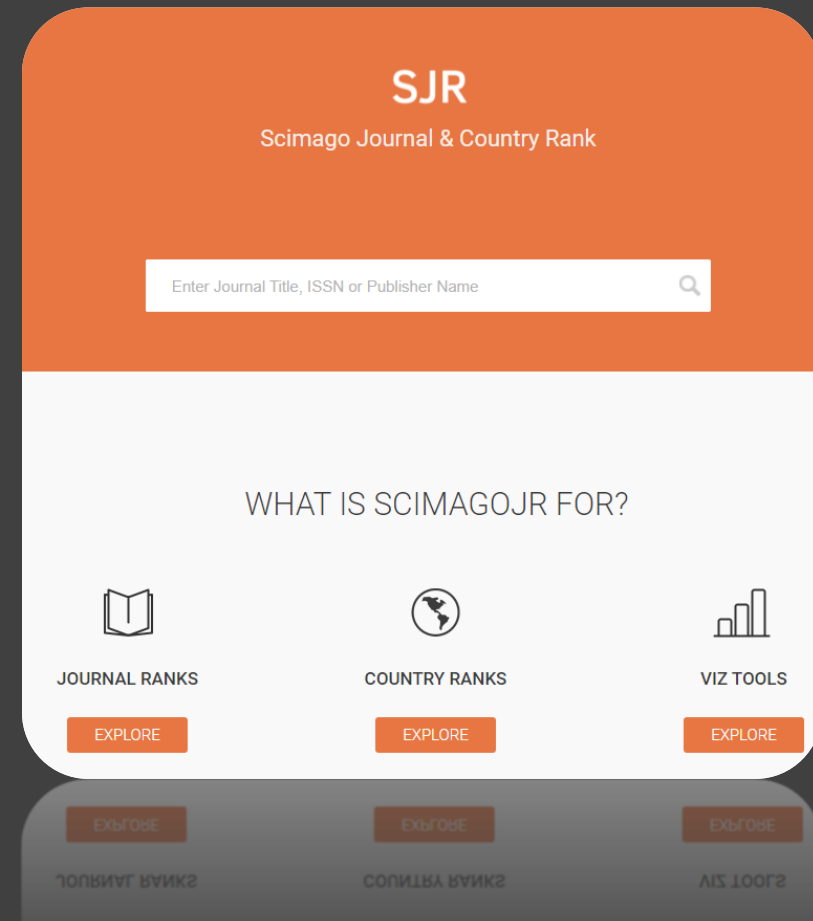 SJR
Scimago Journal & Country Rank
Enter Journal Title, ISSN or Publisher Name
WHAT IS SCIMAGOJR FOR?
JOURNAL RANKS
COUNTRY RANKS
VIZ TOOLS
EXPLORE
EXPLORE
EXPLORE